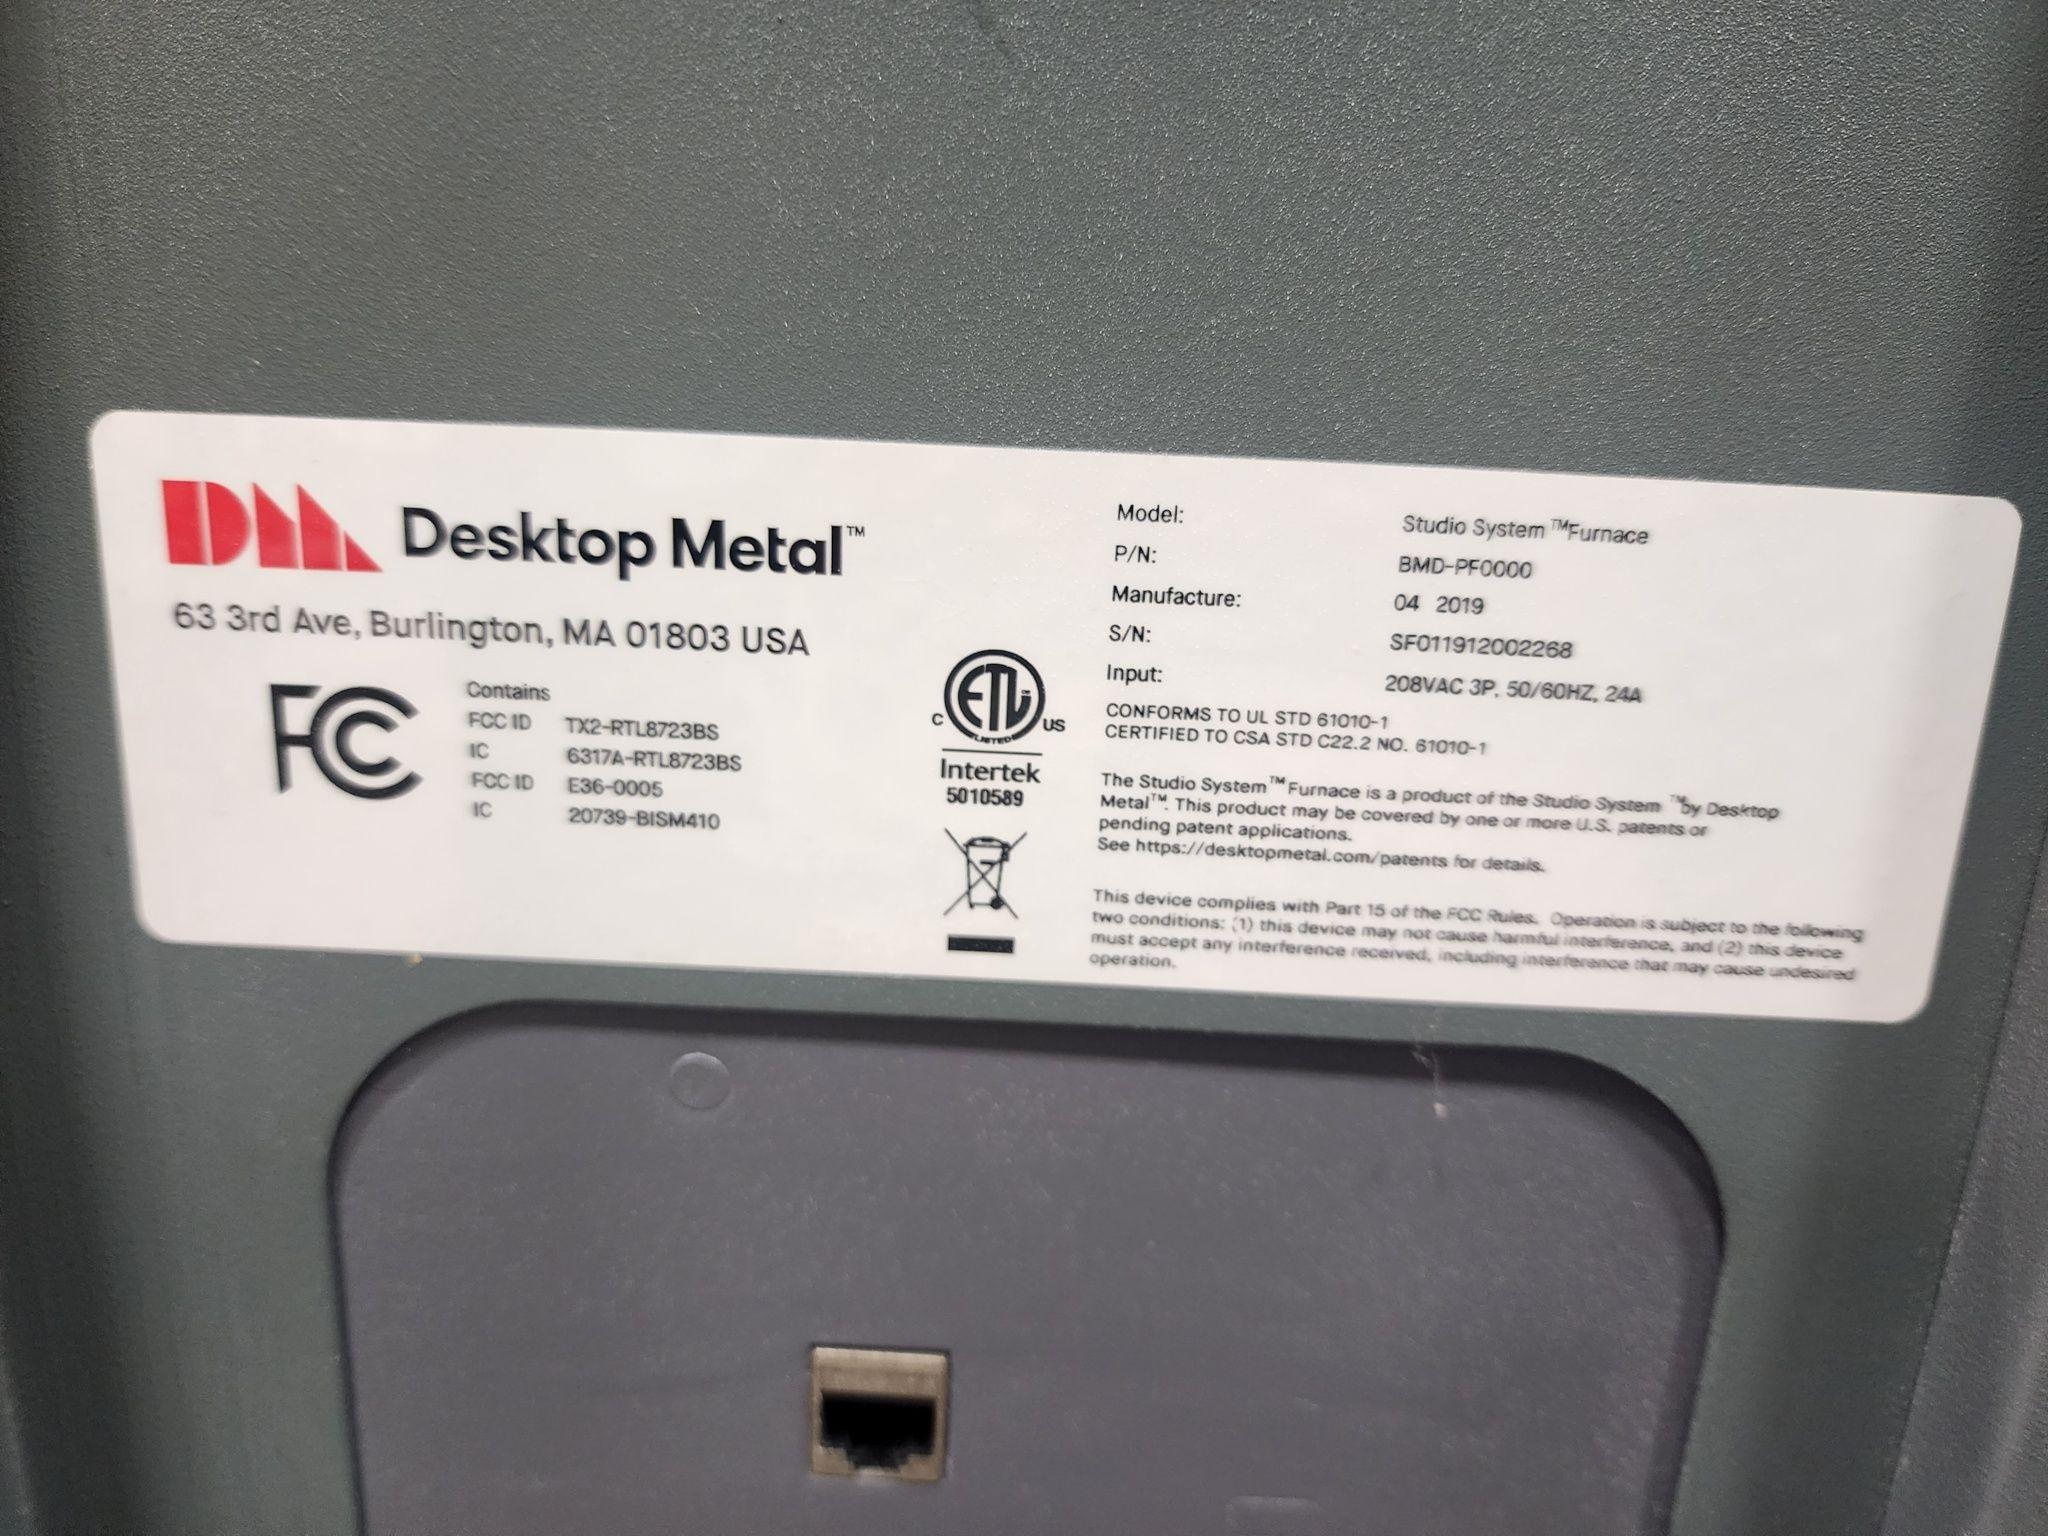 DM Desktop Metal™
63 3rd Ave, Burlington, MA 01803 USA
FC
Contains
FCC ID TX2-RTL8723BS
IC 6317A-RTL8723BS
FCC ID E36-0005
IC 20739-BISM410
C ETL US
LISTED
Intertek
5010589
Model: Studio System™Furnace
P/N: BMD-PF0000
Manufacture: 04 2019
S/N: SF011912002268
Input: 208VAC 3P, 50/60HZ, 24A
CONFORMS TO UL STD 61010-1
CERTIFIED TO CSA STD C22.2 NO. 61010-1
The Studio System™Furnace is a product of the Studio System™by Desktop
Metal™. This product may be covered by one or more U.S. patents or
pending patent applications.
See https://desktopmetal.com/patents for details.
This device complies with Part 15 of the FCC Rules. Operation is subject to the following
two conditions: (1) this device may not cause harmful interference, and (2) this device
must accept any interference received, including interference that may cause undesired
operation.